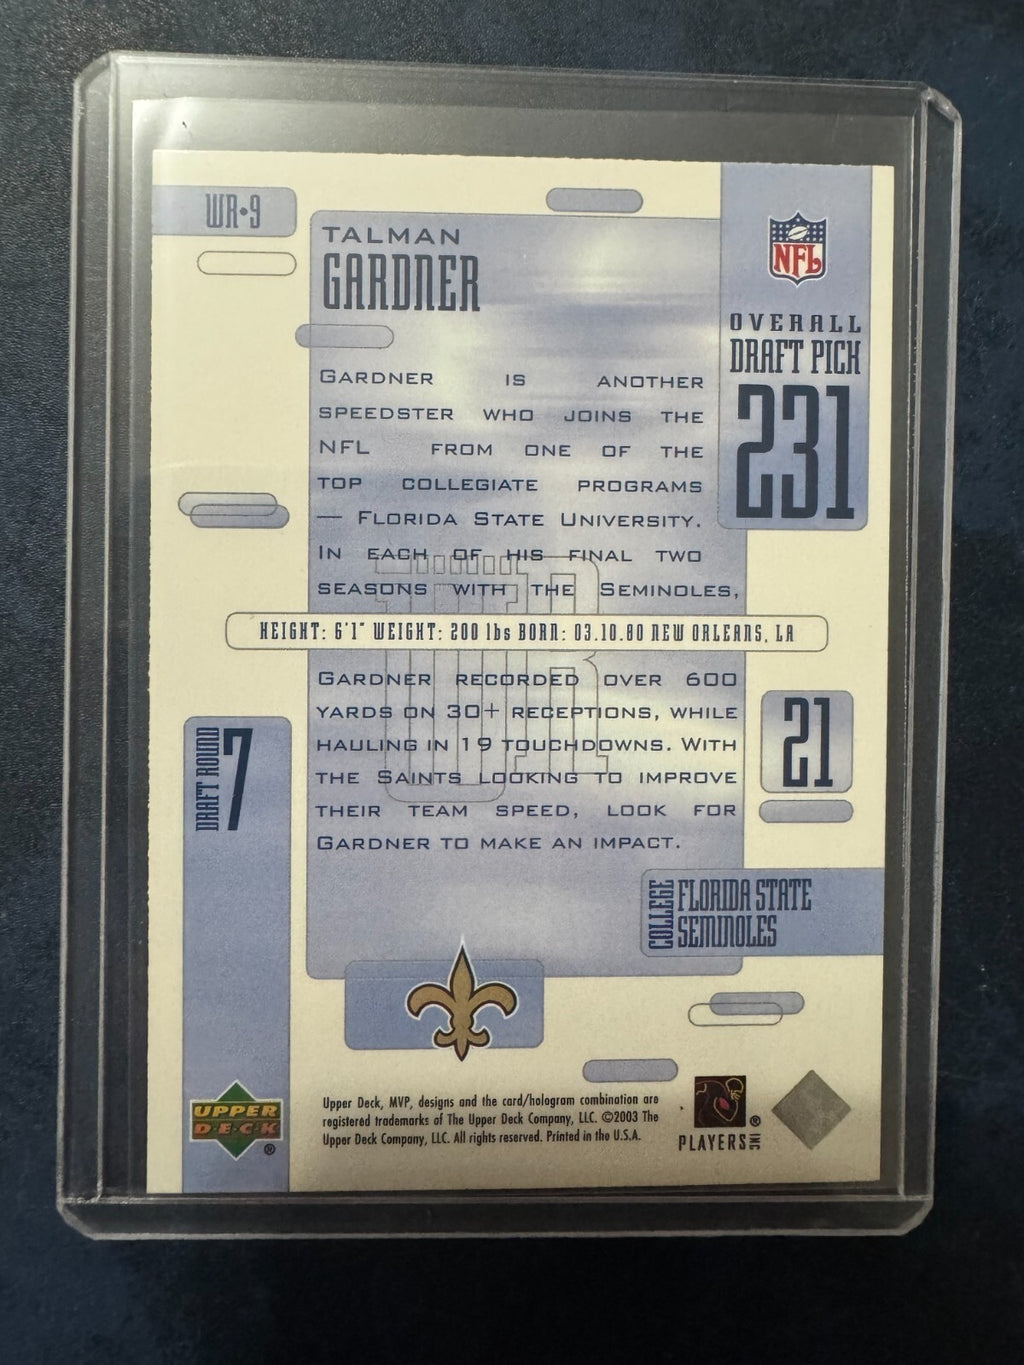 WR•9
TALMAN
GARDNER
NFL
OVERALL
DRAFT PICK
231
GARDNER IS ANOTHER
SPEEDSTER WHO JOINS THE
NFL FROM ONE OF THE
TOP COLLEGIATE PROGRAMS
— FLORIDA STATE UNIVERSITY.
IN EACH OF HIS FINAL TWO
SEASONS WITH THE SEMINOLES,
WR
HEIGHT: 6'1" WEIGHT: 200 lbs BORN: 03.10.80 NEW ORLEANS, LA
GARDNER RECORDED OVER 600
YARDS ON 30+ RECEPTIONS, WHILE
HAULING IN 19 TOUCHDOWNS. WITH
THE SAINTS LOOKING TO IMPROVE
THEIR TEAM SPEED, LOOK FOR
GARDNER TO MAKE AN IMPACT.
DRAFT ROUND
7
21
COLLEGE
FLORIDA STATE
SEMINOLES
UPPER
DECK
®
Upper Deck, MVP, designs and the card/hologram combination are
registered trademarks of The Upper Deck Company, LLC. ©2003 The
Upper Deck Company, LLC. All rights reserved. Printed in the U.S.A.
®
PLAYERS INC